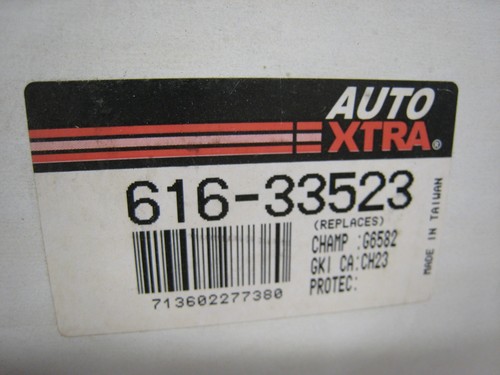 AUTO
XTRA®
616-33523
(REPLACES)
CHAMP :G6582
GKI CA:CH23
PROTEC:
713602277380
MADE IN TAIWAN